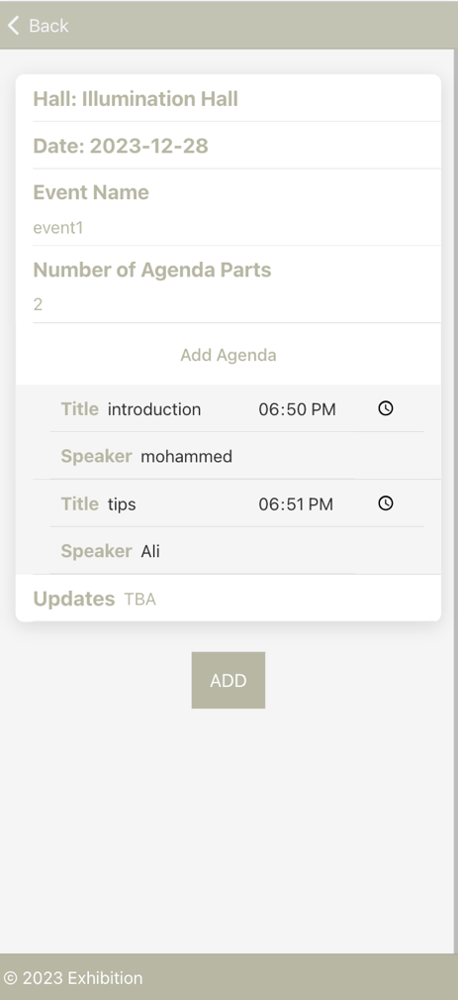 Back
Hall: Illumination Hall
Date: 2023-12-28
Event Name
event1
Number of Agenda Parts
2
Add Agenda
Title introduction 06:50 PM
Speaker mohammed
Title tips 06:51 PM
Speaker Ali
Updates TBA
ADD
© 2023 Exhibition